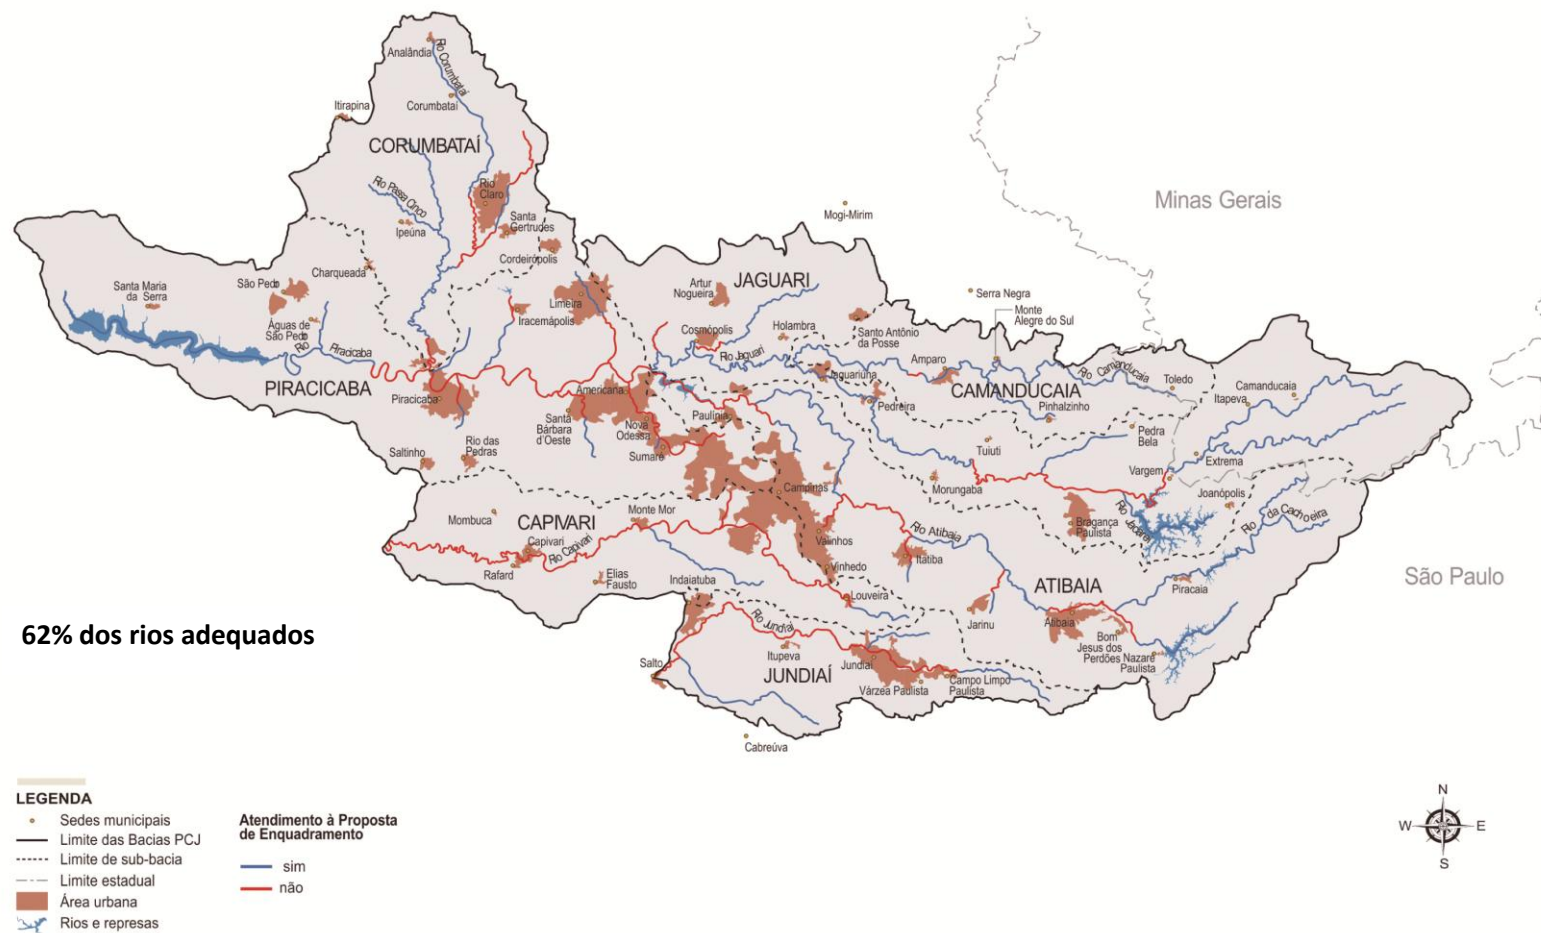 Analândia
Rio Corumbataí
Corumbataí
Itirapina
CORUMBATAÍ
Rio Passa Cinco
Rio
Claro
Ipeúna
Santa
Gertrudes
Cordeirópolis
Charqueada
Mogi-Mirim
Minas Gerais
Santa Maria
da Serra
São Pedro
Águas de
São Pedro
Rio
Piracicaba
PIRACICABA
Piracicaba
Limeira
Iracemápolis
JAGUARI
Artur
Nogueira
Cosmópolis
Holambra
Rio Jaguari
Santo Antônio
da Posse
Serra Negra
Monte
Alegre do Sul
Amparo
Jaguariúna
CAMANDUCAIA
Rio Camanducaia
Toledo
Camanducaia
Itapeva
Pedreira
Pinhalzinho
Pedra
Bela
Americana
Santa
Bárbara
d'Oeste
Nova
Odessa
Paulínia
Sumaré
Saltinho
Rio das
Pedras
Tuiuti
Vargem
Extrema
Morungaba
Joanópolis
Campinas
Mombuca
CAPIVARI
Monte Mor
Capivari
Rio Capivari
Rafard
Elias
Fausto
Valinhos
Vinhedo
Rio Atibaia
Itatiba
Bragança
Paulista
Rio Jacareí
Rio da Cachoeira
São Paulo
Indaiatuba
Louveira
ATIBAIA
Piracaia
Jarinu
Atibaia
Bom
Jesus dos
Perdões
Nazaré
Paulista
62% dos rios adequados
Rio Jundiaí
Itupeva
Salto
JUNDIAÍ
Jundiaí
Várzea Paulista
Campo Limpo
Paulista
Cabreúva
LEGENDA
Sedes municipais
Limite das Bacias PCJ
Limite de sub-bacia
Limite estadual
Área urbana
Rios e represas
Atendimento à Proposta
de Enquadramento
sim
não
N
W
E
S